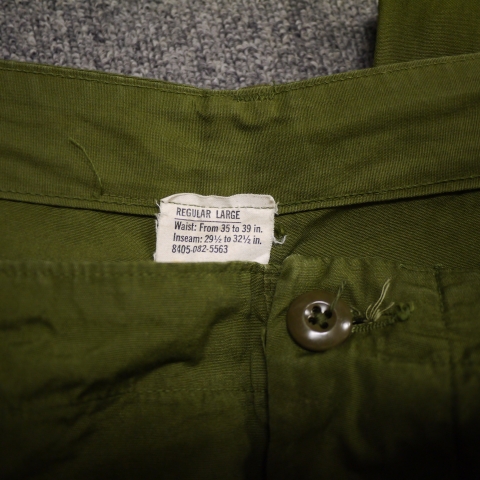 REGULAR LARGE
Waist: From 35 to 39 in.
Inseam: 29½ to 32½ in.
8405-082-5563